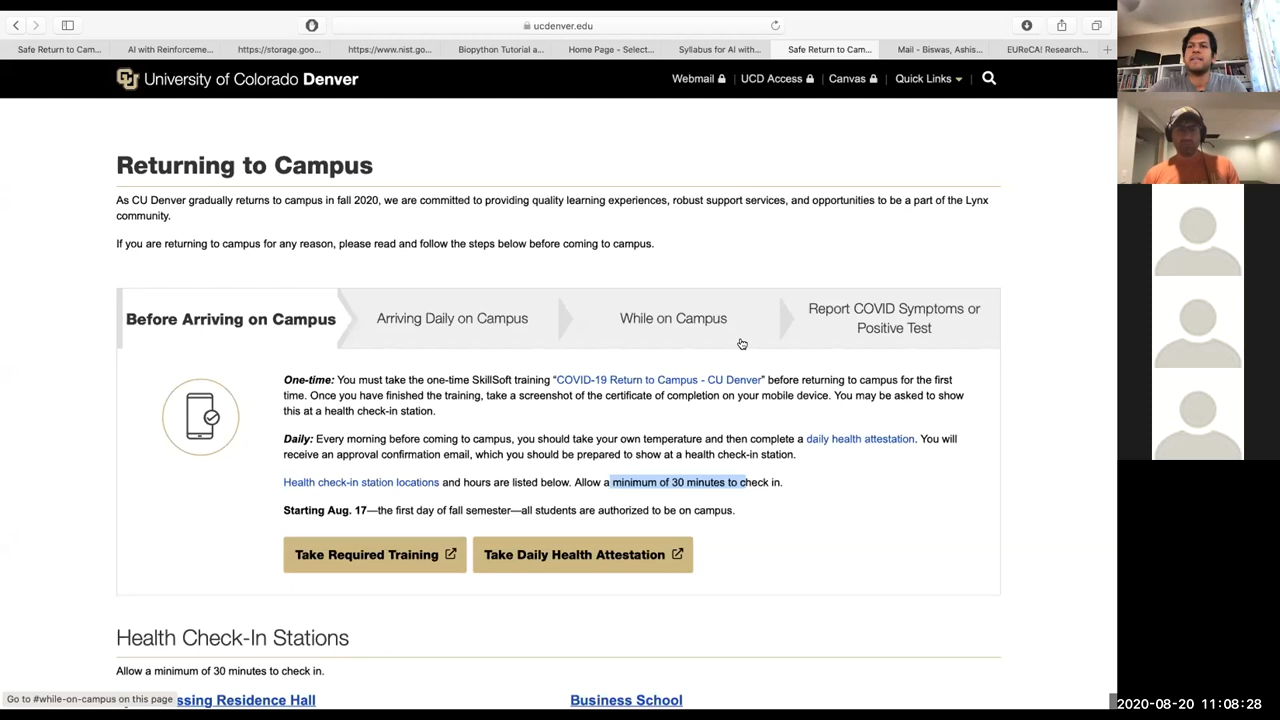 ucdenver.edu
Safe Return to Cam...
AI with Reinforceme...
https://storage.goo...
https://www.nist.go...
Biopython Tutorial a...
Home Page - Select...
Syllabus for AI with...
Safe Return to Cam...
Mail - Biswas, Ashis...
EUReCA! Research...
University of Colorado Denver
Webmail
UCD Access
Canvas
Quick Links
Returning to Campus
As CU Denver gradually returns to campus in fall 2020, we are committed to providing quality learning experiences, robust support services, and opportunities to be a part of the Lynx
community.
If you are returning to campus for any reason, please read and follow the steps below before coming to campus.
Before Arriving on Campus
Arriving Daily on Campus
While on Campus
Report COVID Symptoms or
Positive Test
One-time: You must take the one-time SkillSoft training “COVID-19 Return to Campus - CU Denver” before returning to campus for the first
time. Once you have finished the training, take a screenshot of the certificate of completion on your mobile device. You may be asked to show
this at a health check-in station.
Daily: Every morning before coming to campus, you should take your own temperature and then complete a daily health attestation. You will
receive an approval confirmation email, which you should be prepared to show at a health check-in station.
Health check-in station locations and hours are listed below. Allow a minimum of 30 minutes to check in.
Starting Aug. 17—the first day of fall semester—all students are authorized to be on campus.
Take Required Training
Take Daily Health Attestation
Health Check-In Stations
Allow a minimum of 30 minutes to check in.
Go to #while-on-campus on this page
ssing Residence Hall
Business School
2020-08-20 11:08:28